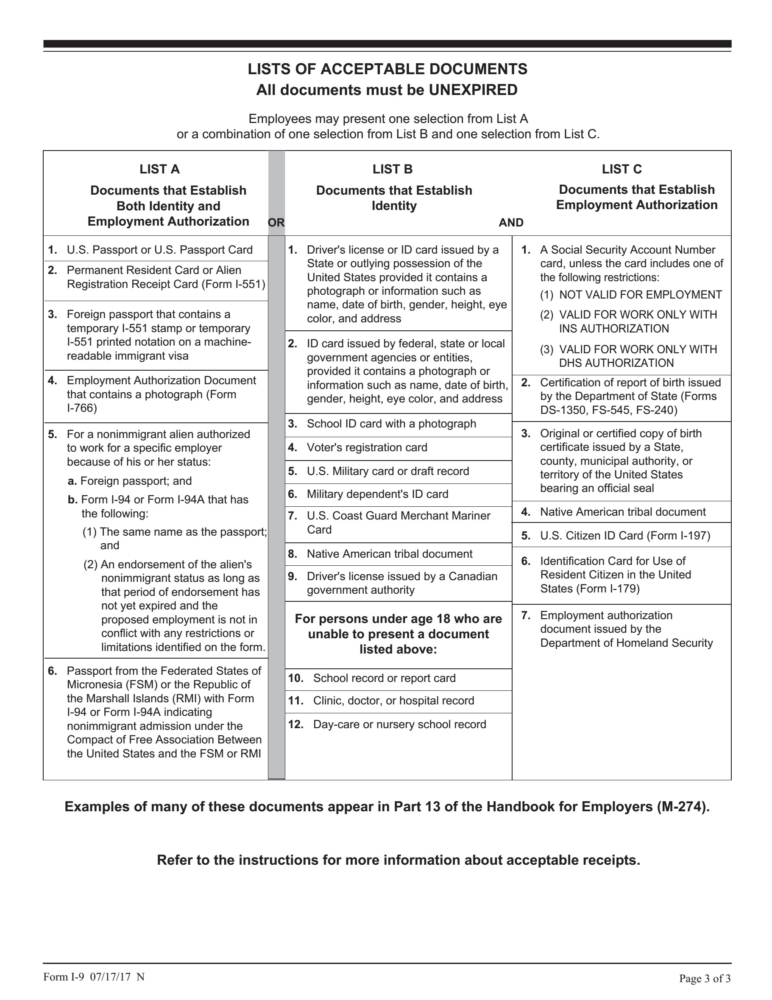 LISTS OF ACCEPTABLE DOCUMENTS
All documents must be UNEXPIRED
Employees may present one selection from List A
or a combination of one selection from List B and one selection from List C.
LIST A
Documents that Establish
Both Identity and
Employment Authorization
OR
LIST B
Documents that Establish
Identity
AND
LIST C
Documents that Establish
Employment Authorization
1. U.S. Passport or U.S. Passport Card
2. Permanent Resident Card or Alien
Registration Receipt Card (Form I-551)
3. Foreign passport that contains a
temporary I-551 stamp or temporary
I-551 printed notation on a machine-
readable immigrant visa
4. Employment Authorization Document
that contains a photograph (Form
I-766)
5. For a nonimmigrant alien authorized
to work for a specific employer
because of his or her status:
a. Foreign passport; and
b. Form I-94 or Form I-94A that has
the following:
(1) The same name as the passport;
and
(2) An endorsement of the alien's
nonimmigrant status as long as
that period of endorsement has
not yet expired and the
proposed employment is not in
conflict with any restrictions or
limitations identified on the form.
6. Passport from the Federated States of
Micronesia (FSM) or the Republic of
the Marshall Islands (RMI) with Form
I-94 or Form I-94A indicating
nonimmigrant admission under the
Compact of Free Association Between
the United States and the FSM or RMI
1. Driver's license or ID card issued by a
State or outlying possession of the
United States provided it contains a
photograph or information such as
name, date of birth, gender, height, eye
color, and address
2. ID card issued by federal, state or local
government agencies or entities,
provided it contains a photograph or
information such as name, date of birth,
gender, height, eye color, and address
3. School ID card with a photograph
4. Voter's registration card
5. U.S. Military card or draft record
6. Military dependent's ID card
7. U.S. Coast Guard Merchant Mariner
Card
8. Native American tribal document
9. Driver's license issued by a Canadian
government authority
For persons under age 18 who are
unable to present a document
listed above:
10. School record or report card
11. Clinic, doctor, or hospital record
12. Day-care or nursery school record
1. A Social Security Account Number
card, unless the card includes one of
the following restrictions:
(1) NOT VALID FOR EMPLOYMENT
(2) VALID FOR WORK ONLY WITH
INS AUTHORIZATION
(3) VALID FOR WORK ONLY WITH
DHS AUTHORIZATION
2. Certification of report of birth issued
by the Department of State (Forms
DS-1350, FS-545, FS-240)
3. Original or certified copy of birth
certificate issued by a State,
county, municipal authority, or
territory of the United States
bearing an official seal
4. Native American tribal document
5. U.S. Citizen ID Card (Form I-197)
6. Identification Card for Use of
Resident Citizen in the United
States (Form I-179)
7. Employment authorization
document issued by the
Department of Homeland Security
Examples of many of these documents appear in Part 13 of the Handbook for Employers (M-274).
Refer to the instructions for more information about acceptable receipts.
Form I-9 07/17/17 N
Page 3 of 3